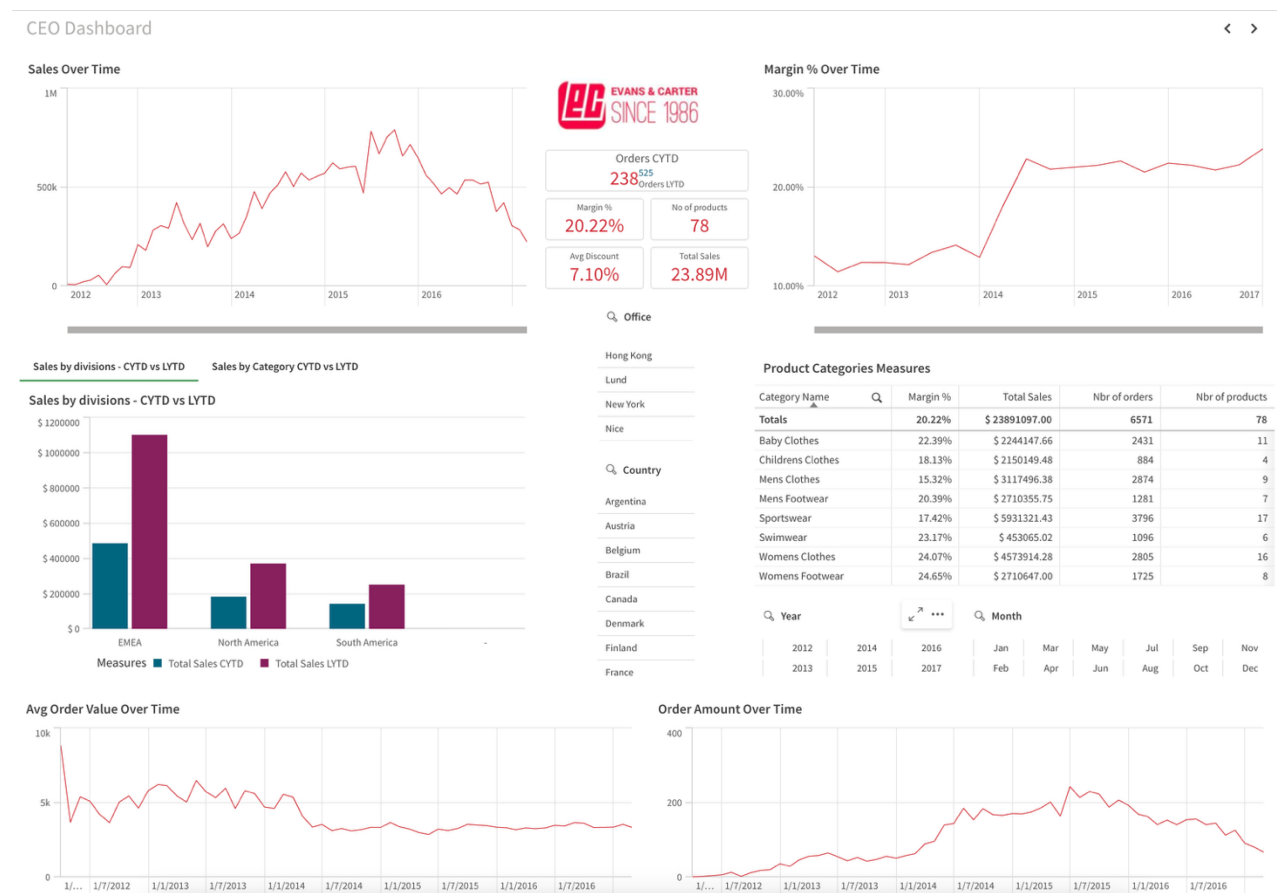 CEO Dashboard
Sales Over Time
1M
500k
0
2012 2013 2014 2015 2016
EC EVANS & CARTER
SINCE 1986
Orders CYTD
238 525 Orders LYTD
Margin % No of products
20.22% 78
Avg Discount Total Sales
7.10% 23.89M
Margin % Over Time
30.00%
20.00%
10.00%
2012 2013 2014 2015 2016 2017
Office
Hong Kong
Lund
New York
Nice
Country
Argentina
Austria
Belgium
Brazil
Canada
Denmark
Finland
France
Sales by divisions - CYTD vs LYTD Sales by Category CYTD vs LYTD
Sales by divisions - CYTD vs LYTD
$ 1200000
$ 1000000
$ 800000
$ 600000
$ 400000
$ 200000
$ 0
EMEA North America South America -
Measures Total Sales CYTD Total Sales LYTD
Product Categories Measures
Category Name Margin % Total Sales Nbr of orders Nbr of products
Totals 20.22% $ 23891097.00 6571 78
Baby Clothes 22.39% $ 2244147.66 2431 11
Childrens Clothes 18.13% $ 2150149.48 884 4
Mens Clothes 15.32% $ 3117496.38 2874 9
Mens Footwear 20.39% $ 2710355.75 1281 7
Sportswear 17.42% $ 5931321.43 3796 17
Swimwear 23.17% $ 453065.02 1096 6
Womens Clothes 24.07% $ 4573914.28 2805 16
Womens Footwear 24.65% $ 2710647.00 1725 8
Year Month
2012 2014 2016 Jan Mar May Jul Sep Nov
2013 2015 2017 Feb Apr Jun Aug Oct Dec
Avg Order Value Over Time
10k
5k
0
1/... 1/7/2012 1/1/2013 1/7/2013 1/1/2014 1/7/2014 1/1/2015 1/7/2015 1/1/2016 1/7/2016
Order Amount Over Time
400
200
0
1/... 1/7/2012 1/1/2013 1/7/2013 1/1/2014 1/7/2014 1/1/2015 1/7/2015 1/1/2016 1/7/2016